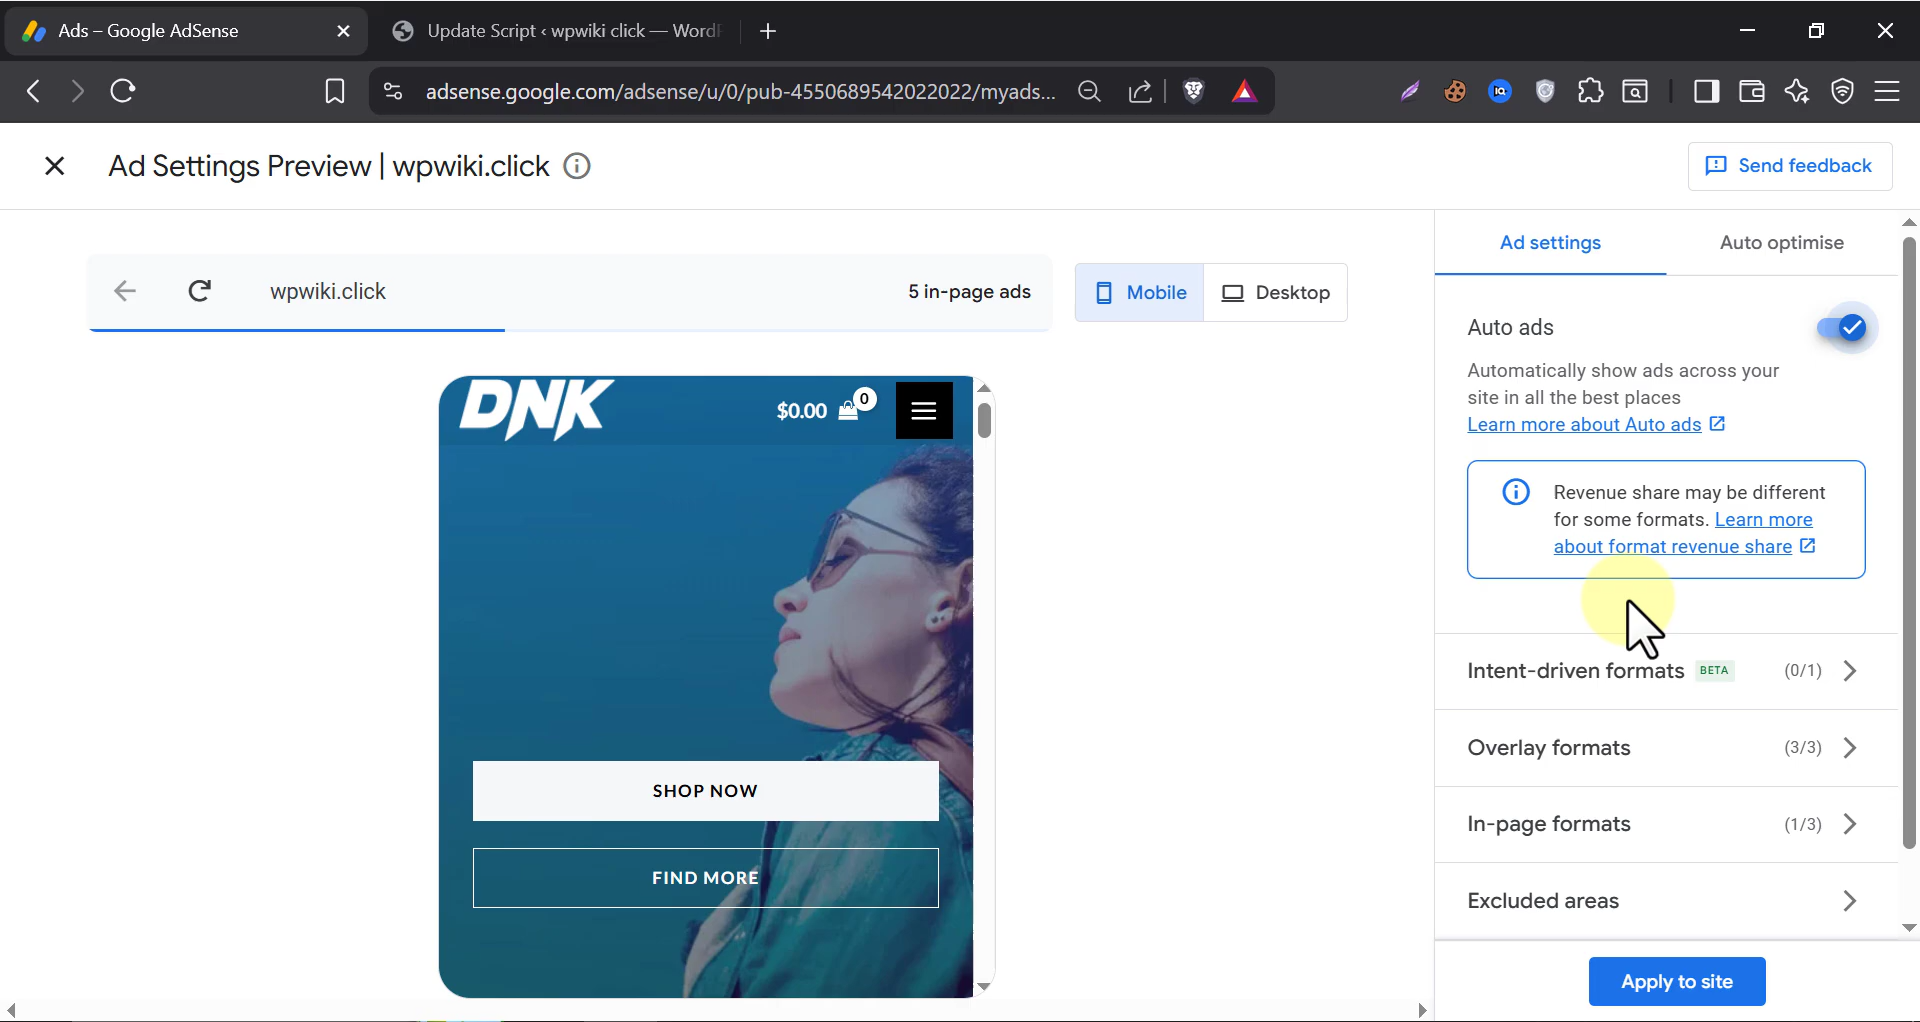 Ads – Google AdSense
Update Script ‹ wpwiki click — WordP
adsense.google.com/adsense/u/0/pub-4550689542022022/myads...
Ad Settings Preview | wpwiki.click
Send feedback
wpwiki.click
5 in-page ads
Mobile
Desktop
DNK
$0.00
0
SHOP NOW
FIND MORE
Ad settings
Auto optimise
Auto ads
Automatically show ads across your
site in all the best places
Learn more about Auto ads
Revenue share may be different
for some formats. Learn more
about format revenue share
Intent-driven formats BETA (0/1)
Overlay formats (3/3)
In-page formats (1/3)
Excluded areas
Apply to site